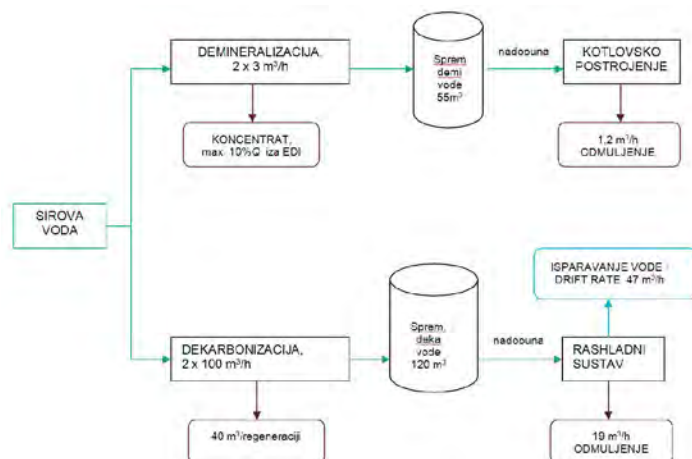 DEMINERALIZACIJA,
2 x 3 m³/h
Sprem
demi
vode
55m³
nadopuna
KOTLOVSKO
POSTROJENJE
KONCENTRAT,
max. 10%Q iza EDI
1,2 m³/h
ODMULJENJE
SIROVA
VODA
ISPARAVANJE VODE /
DRIFT RATE 47 m³/h
DEKARBONIZACIJA,
2 x 100 m³/h
Sprem.
deka
vode
120 m³
nadopuna
RASHLADNI
SUSTAV
40 m³/regeneraciji
19 m³/h
ODMULJENJE